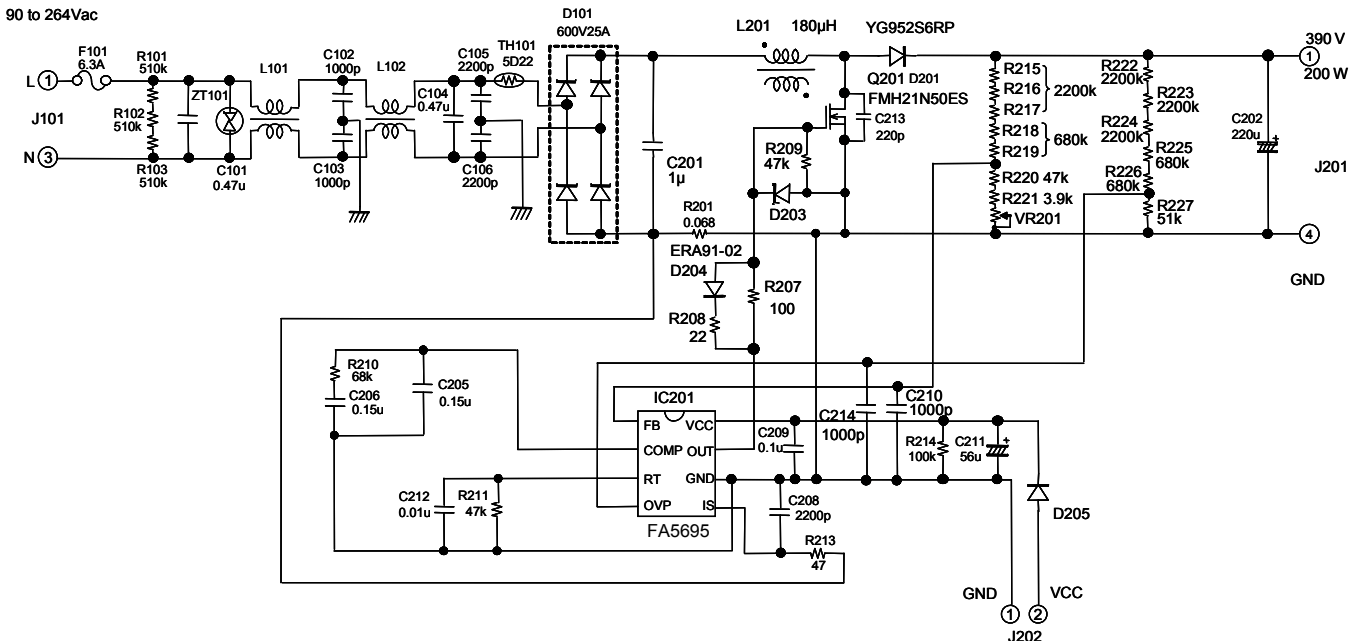 90 to 264Vac
F101
6.3A
L 1
J101
N 3
R101
510k
R102
510k
R103
510k
ZT101
C101
0.47u
L101
C102
1000p
C103
1000p
L102
C104
0.47u
C105
2200p
C106
2200p
TH101
5D22
D101
600V25A
C201
1µ
R201
0.068
L201 180µH
YG952S6RP
Q201 D201
FMH21N50ES
C213
220p
R209
47k
D203
ERA91-02
D204
R207
100
R208
22
R215
R216
R217
2200k
R218
R219
680k
R220 47k
R221 3.9k
VR201
R222
2200k
R223
2200k
R224
2200k
R225
680k
R226
680k
R227
51k
C202
220u
+
390 V
1
200 W
J201
4
GND
R210
68k
C206
0.15u
C205
0.15u
C212
0.01u
R211
47k
IC201
FB VCC
COMP OUT
RT GND
OVP IS
FA5695
C209
0.1u
C214
1000p
C210
1000p
R214
100k
C211
56u
+
C208
2200p
R213
47
D205
GND VCC
1 2
J202